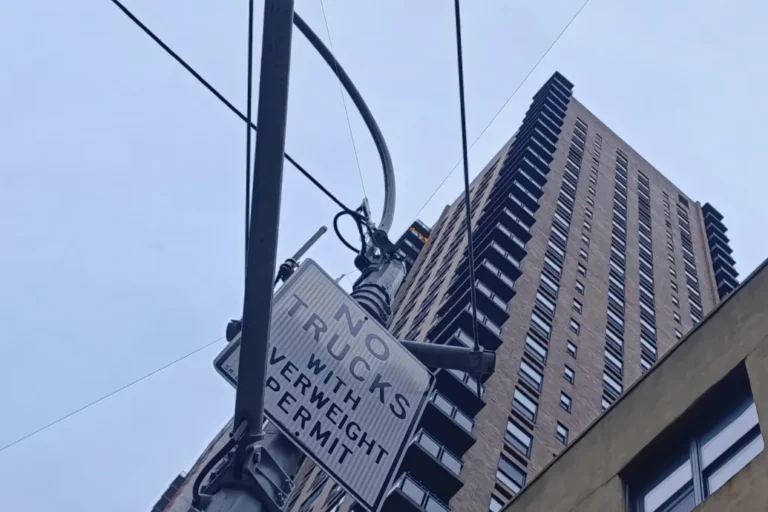 NO
TRUCKS
WITH
VERWEIGHT
PERMIT